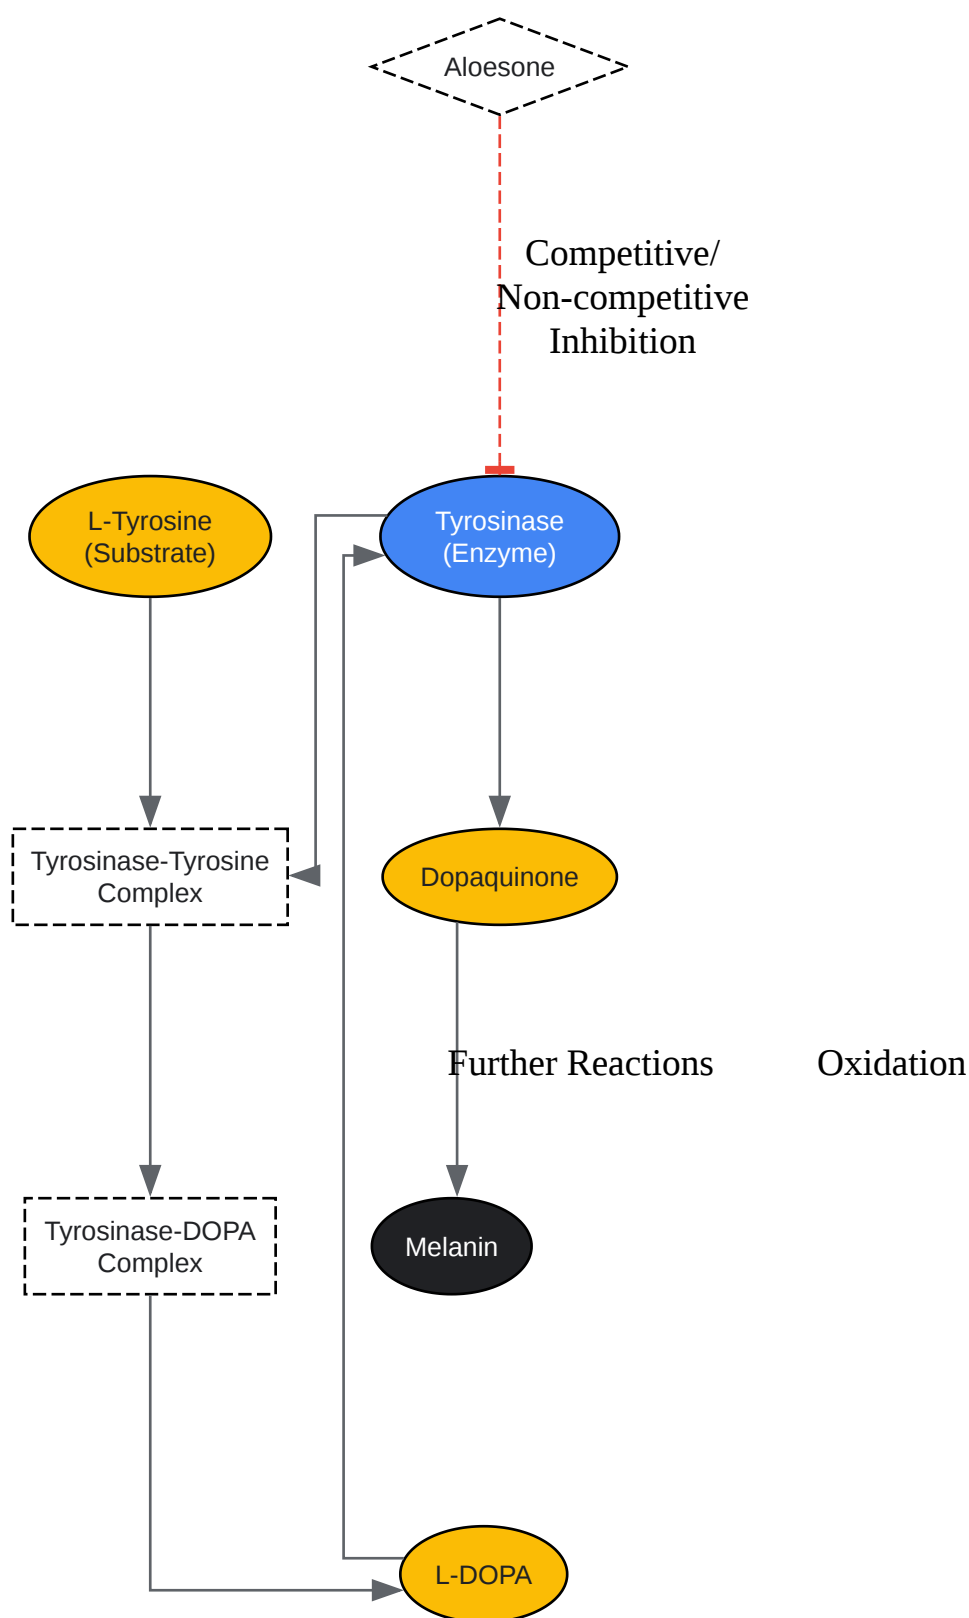 Aloesone
Competitive/
Non-competitive
Inhibition
L-Tyrosine
(Substrate)
Tyrosinase
(Enzyme)
Tyrosinase-Tyrosine
Complex
Dopaquinone
Further Reactions
Oxidation
Tyrosinase-DOPA
Complex
Melanin
L-DOPA